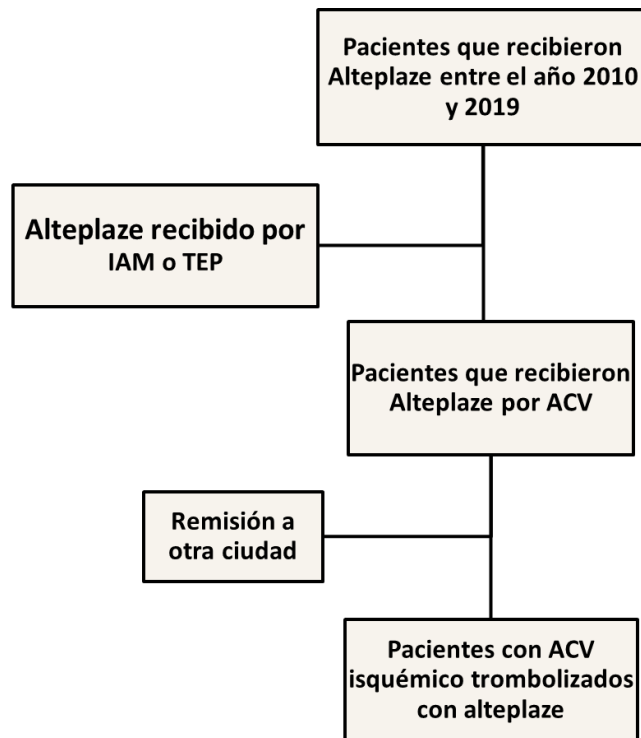 Pacientes que recibieron
Alteplaze entre el año 2010
y 2019
Alteplaze recibido por
IAM o TEP
Pacientes que recibieron
Alteplaze por ACV
Remisión a
otra ciudad
Pacientes con ACV
isquémico trombolizados
con alteplaze